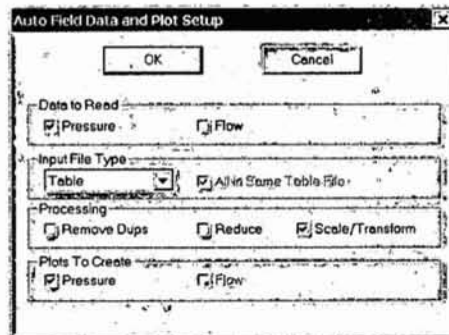 Auto Field Data and Plot Setup
OK Cancel
Data to Read
Pressure Flow
Input File Type
Table All in Same Table File
Processing
Remove Dups Reduce Scale/Transform
Plots To Create
Pressure Flow